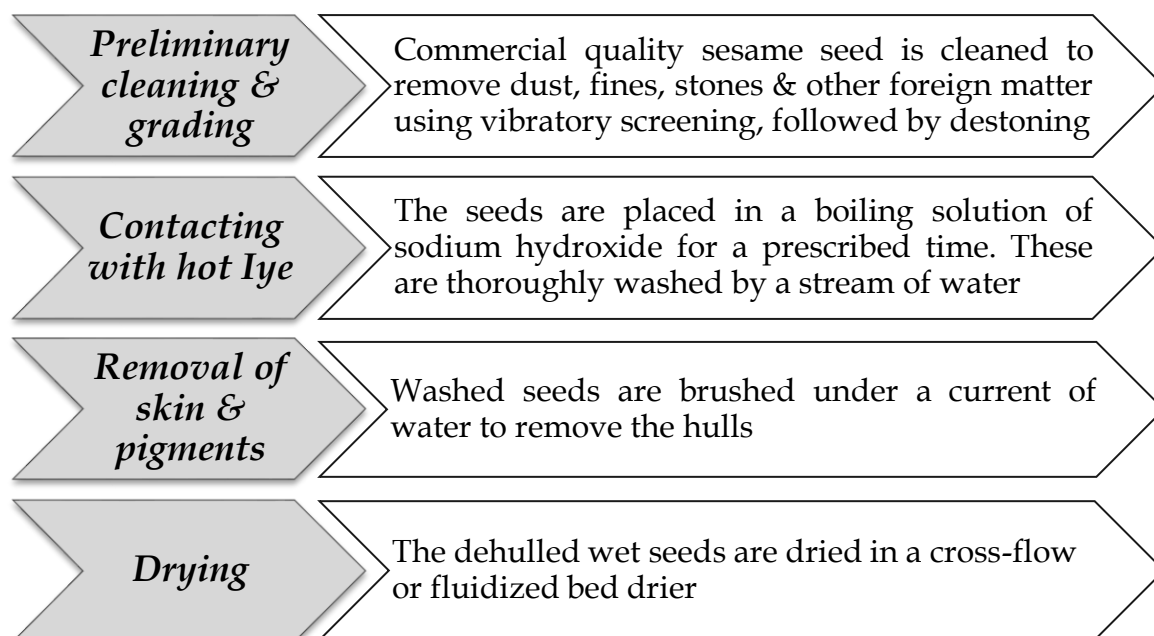 Preliminary
cleaning &
grading
Commercial quality sesame seed is cleaned to
remove dust, fines, stones & other foreign matter
using vibratory screening, followed by destoning
Contacting
with hot Iye
The seeds are placed in a boiling solution of
sodium hydroxide for a prescribed time. These
are thoroughly washed by a stream of water
Removal of
skin &
pigments
Washed seeds are brushed under a current of
water to remove the hulls
Drying
The dehulled wet seeds are dried in a cross-flow
or fluidized bed drier